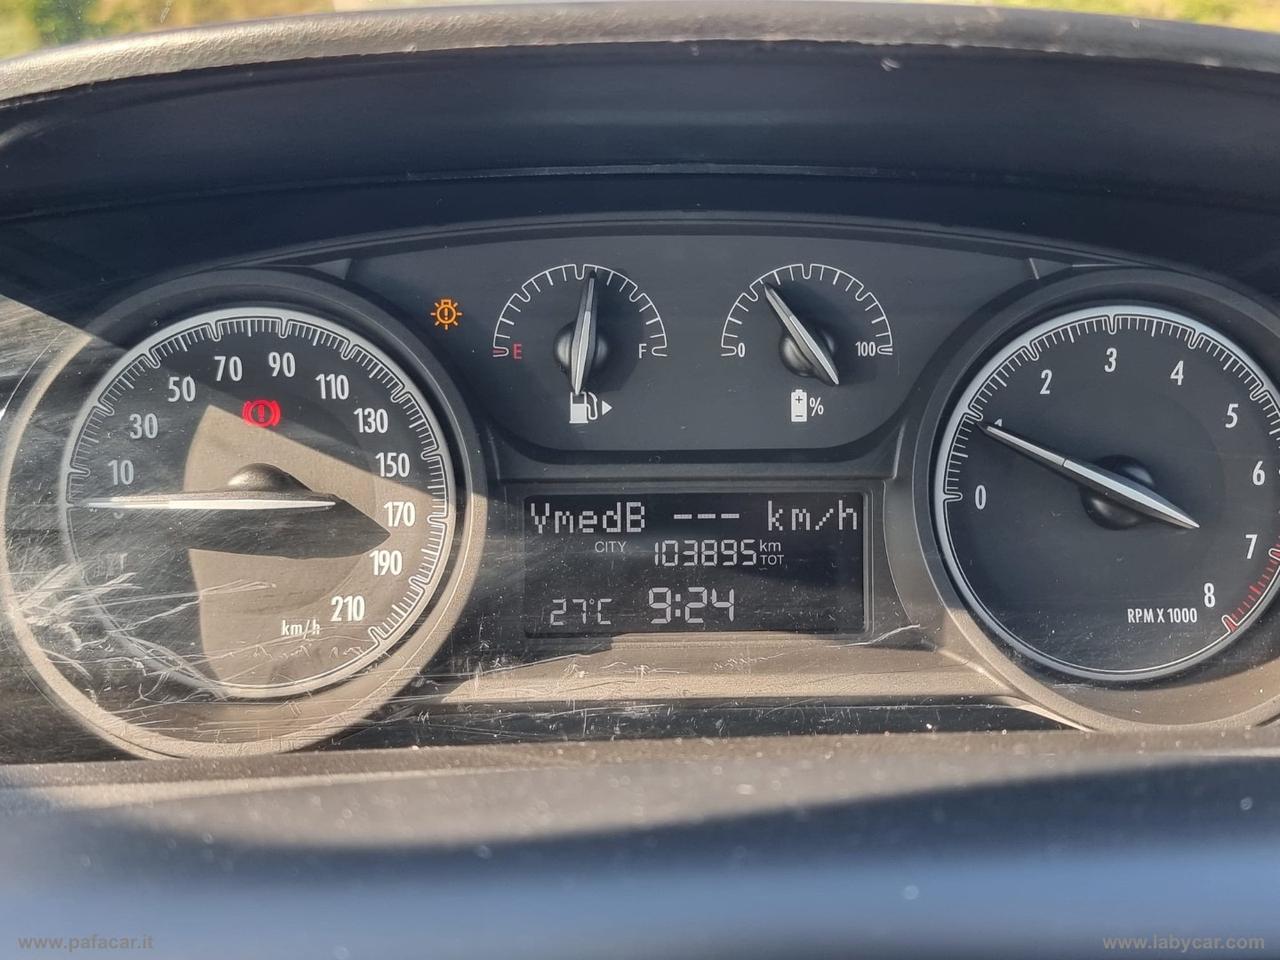 10 30 50 70 90 110 130 150 170 190 210
km/h
E F
0 100
%
VmedB --- km/h
CITY 103895 km TOT
27°C 9:24
0 1 2 3 4 5 6 7 8
RPM X 1000
www.pafacar.it
www.labycar.com